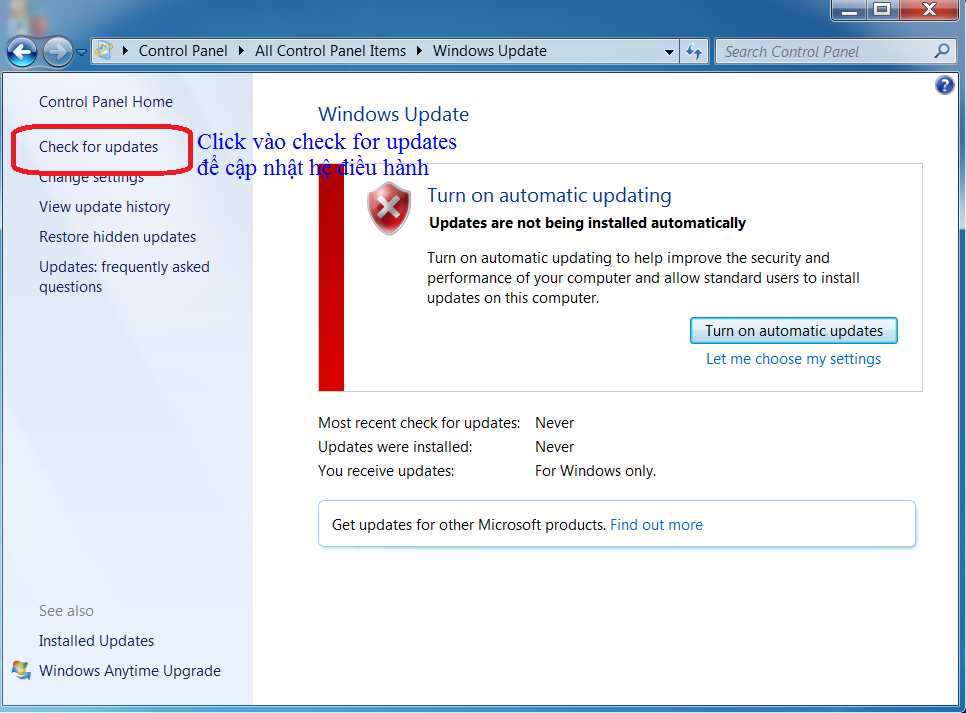 Control Panel
All Control Panel Items
Windows Update
Search Control Panel
Control Panel Home
Check for updates
Change settings
View update history
Restore hidden updates
Updates: frequently asked
questions
See also
Installed Updates
Windows Anytime Upgrade
Windows Update
Click vào check for updates
để cập nhật hệ điều hành
Turn on automatic updating
Updates are not being installed automatically
Turn on automatic updating to help improve the security and
performance of your computer and allow standard users to install
updates on this computer.
Turn on automatic updates
Let me choose my settings
Most recent check for updates: Never
Updates were installed: Never
You receive updates: For Windows only.
Get updates for other Microsoft products. Find out more